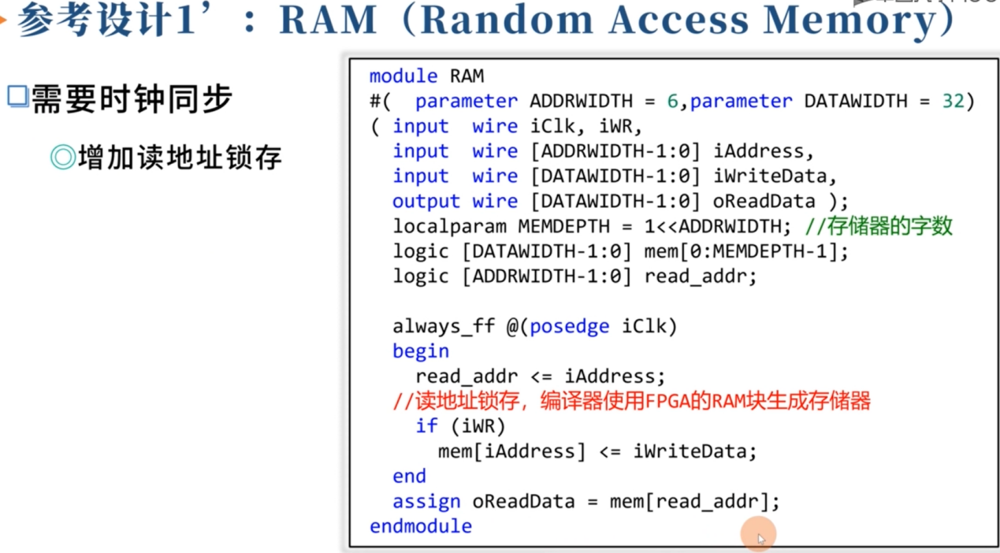 参考设计1’：RAM（Random Access Memory）
需要时钟同步
增加读地址锁存
module RAM
#(  parameter ADDRWIDTH = 6,parameter DATAWIDTH = 32)
( input  wire iClk, iWR,
  input  wire [ADDRWIDTH-1:0] iAddress,
  input  wire [DATAWIDTH-1:0] iWriteData,
  output wire [DATAWIDTH-1:0] oReadData );
  localparam MEMDEPTH = 1<<ADDRWIDTH; //存储器的字数
  logic [DATAWIDTH-1:0] mem[0:MEMDEPTH-1];
  logic [ADDRWIDTH-1:0] read_addr;
  always_ff @(posedge iClk)
  begin
    read_addr <= iAddress;
  //读地址锁存，编译器使用FPGA的RAM块生成存储器
    if (iWR)
      mem[iAddress] <= iWriteData;
  end
  assign oReadData = mem[read_addr];
endmodule